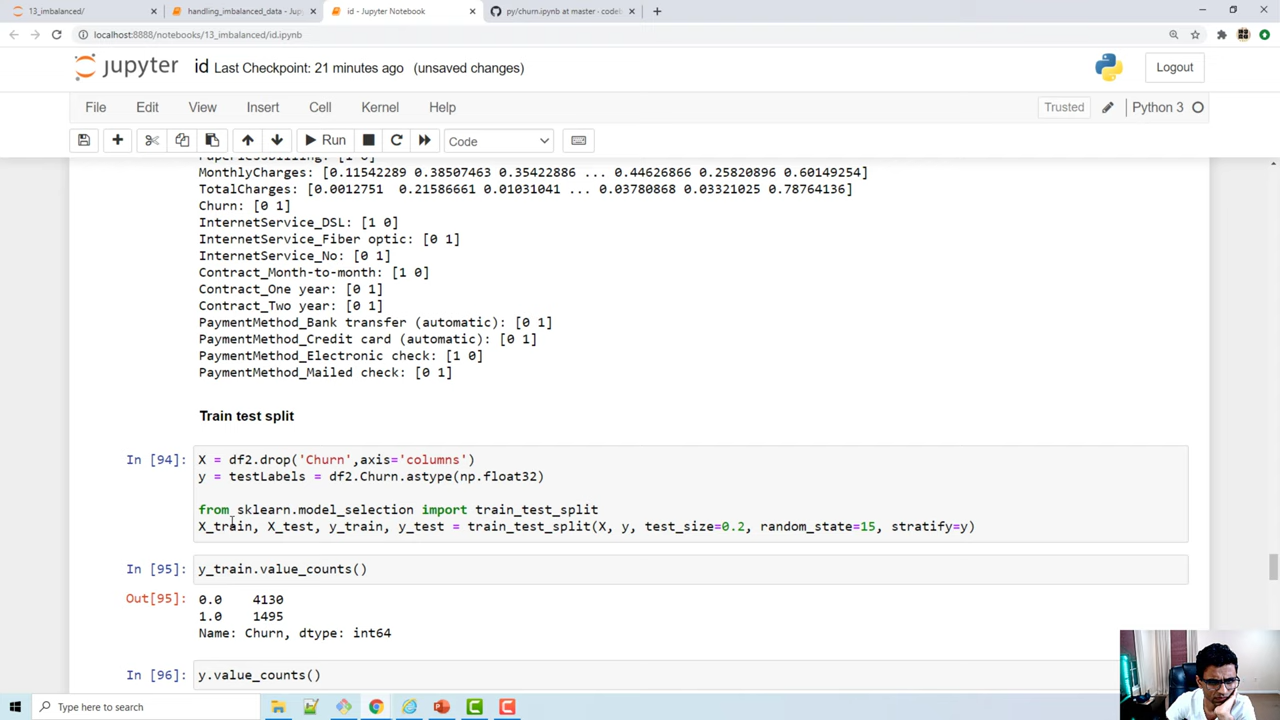 13_imbalanced/
handling_imbalanced_data - Jupy
id - Jupyter Notebook
py/churn.ipynb at master · codeb
localhost:8888/notebooks/13_imbalanced/id.ipynb
jupyter id Last Checkpoint: 21 minutes ago (unsaved changes)
Logout
File Edit View Insert Cell Kernel Help
Trusted
Python 3
Run
Code
PaperlessBilling: [1 0]
MonthlyCharges: [0.11542289 0.38507463 0.35422886 ... 0.44626866 0.25820896 0.60149254]
TotalCharges: [0.0012751  0.21586661 0.01031041 ... 0.03780868 0.03321025 0.78764136]
Churn: [0 1]
InternetService_DSL: [1 0]
InternetService_Fiber optic: [0 1]
InternetService_No: [0 1]
Contract_Month-to-month: [1 0]
Contract_One year: [0 1]
Contract_Two year: [0 1]
PaymentMethod_Bank transfer (automatic): [0 1]
PaymentMethod_Credit card (automatic): [0 1]
PaymentMethod_Electronic check: [1 0]
PaymentMethod_Mailed check: [0 1]
Train test split
In [94]: X = df2.drop('Churn',axis='columns')
y = testLabels = df2.Churn.astype(np.float32)
from sklearn.model_selection import train_test_split
X_train, X_test, y_train, y_test = train_test_split(X, y, test_size=0.2, random_state=15, stratify=y)
In [95]: y_train.value_counts()
Out[95]: 0.0    4130
1.0    1495
Name: Churn, dtype: int64
In [96]: y.value_counts()
Type here to search